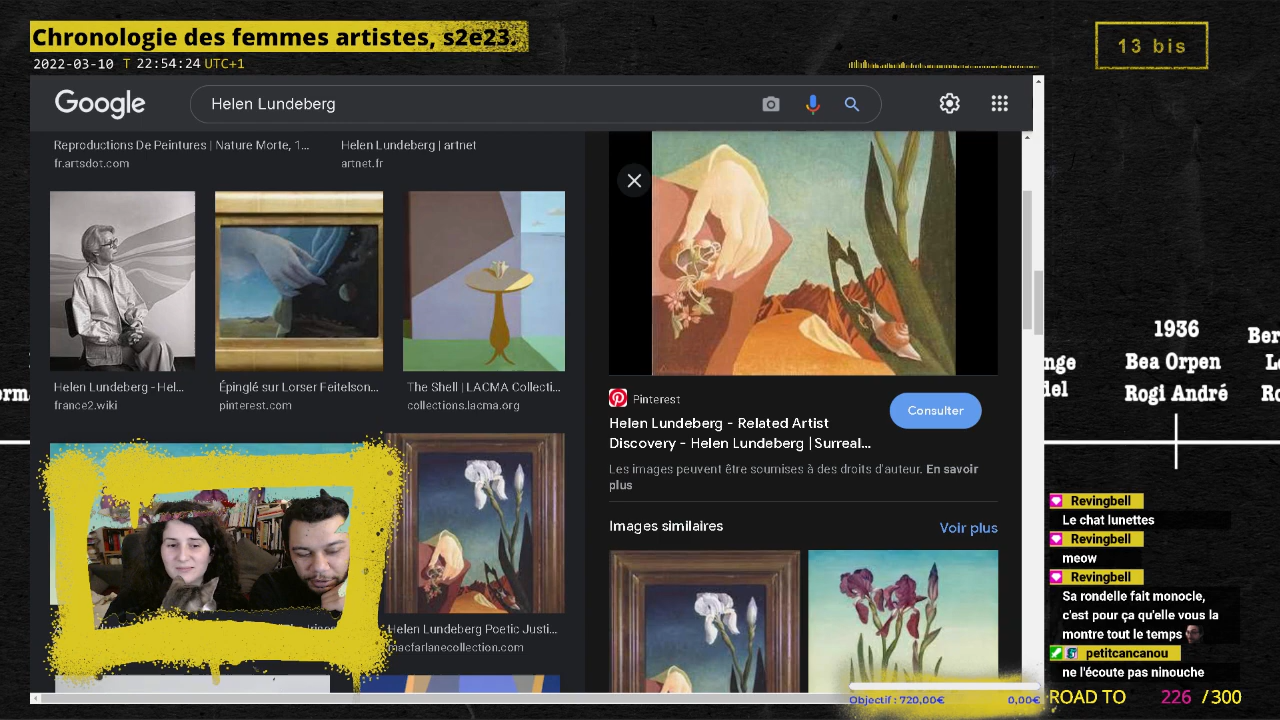 Chronologie des femmes artistes, s2e23.
2022-03-10 T 22:54:24 UTC+1
13 bis
Google
Helen Lundeberg
Reproductions De Peintures | Nature Morte, 1...
fr.artsdot.com
Helen Lundeberg | artnet
artnet.fr
Helen Lundeberg - Hel...
france2.wiki
Épinglé sur Lorser Feitelson...
pinterest.com
The Shell | LACMA Collecti...
collections.lacma.org
Helen Lundeberg Poetic Justi...
macfarlanecollection.com
Pinterest
Helen Lundeberg - Related Artist
Discovery - Helen Lundeberg | Surreal...
Consulter
Les images peuvent être soumises à des droits d'auteur. En savoir
plus
Images similaires
Voir plus
1936
Bea Orpen
Rogi André
Revingbell
Le chat lunettes
Revingbell
meow
Revingbell
Sa rondelle fait monocle,
c'est pour ça qu'elle vous la
montre tout le temps
petitcancanou
ne l'écoute pas ninouche
Objectif : 720,00€
0,00€
ROAD TO 226 / 300